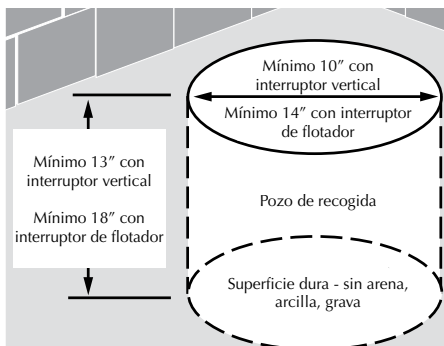 Mínimo 10” con
interruptor vertical
Mínimo 14” con interruptor
de flotador
Mínimo 13” con
interruptor vertical
Mínimo 18” con
interruptor de flotador
Pozo de recogida
Superficie dura - sin arena,
arcilla, grava